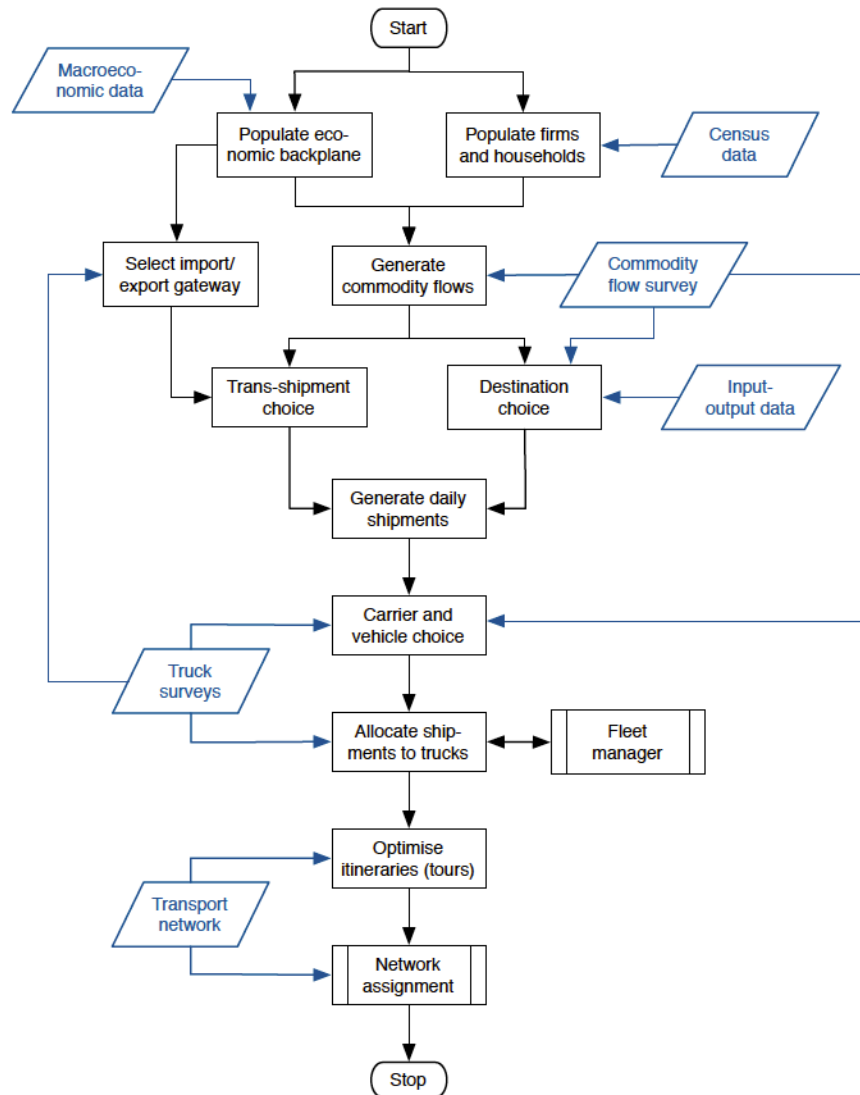 Start
Macroeco-
nomic data
Populate eco-
nomic backplane
Populate firms
and households
Census
data
Select import/
export gateway
Generate
commodity flows
Commodity
flow survey
Trans-shipment
choice
Destination
choice
Input-
output data
Generate daily
shipments
Carrier and
vehicle choice
Truck
surveys
Allocate ship-
ments to trucks
Fleet
manager
Optimise
itineraries (tours)
Transport
network
Network
assignment
Stop